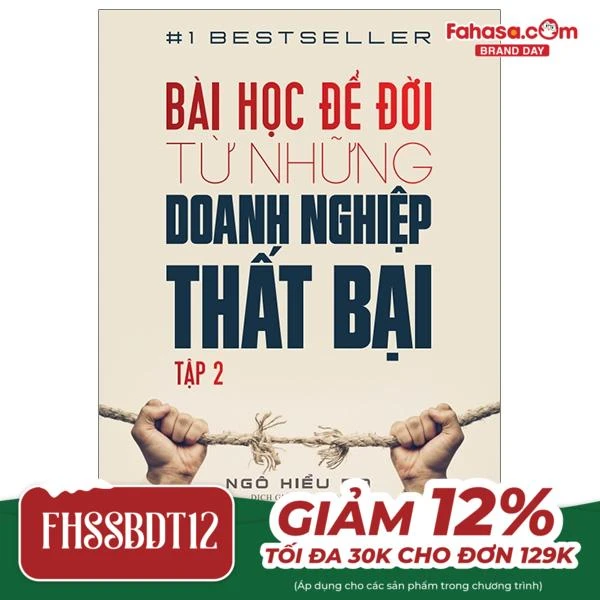 Fahasa.com
BRAND DAY
#1 BESTSELLER
BÀI HỌC ĐỂ ĐỜI
TỪ NHỮNG
DOANH NGHIỆP
THẤT BẠI
TẬP 2
NGÔ HIỂU
FHSSBDT12
GIẢM 12%
TỐI ĐA 30K CHO ĐƠN 129K
(Áp dụng cho các sản phẩm trong chương trình)